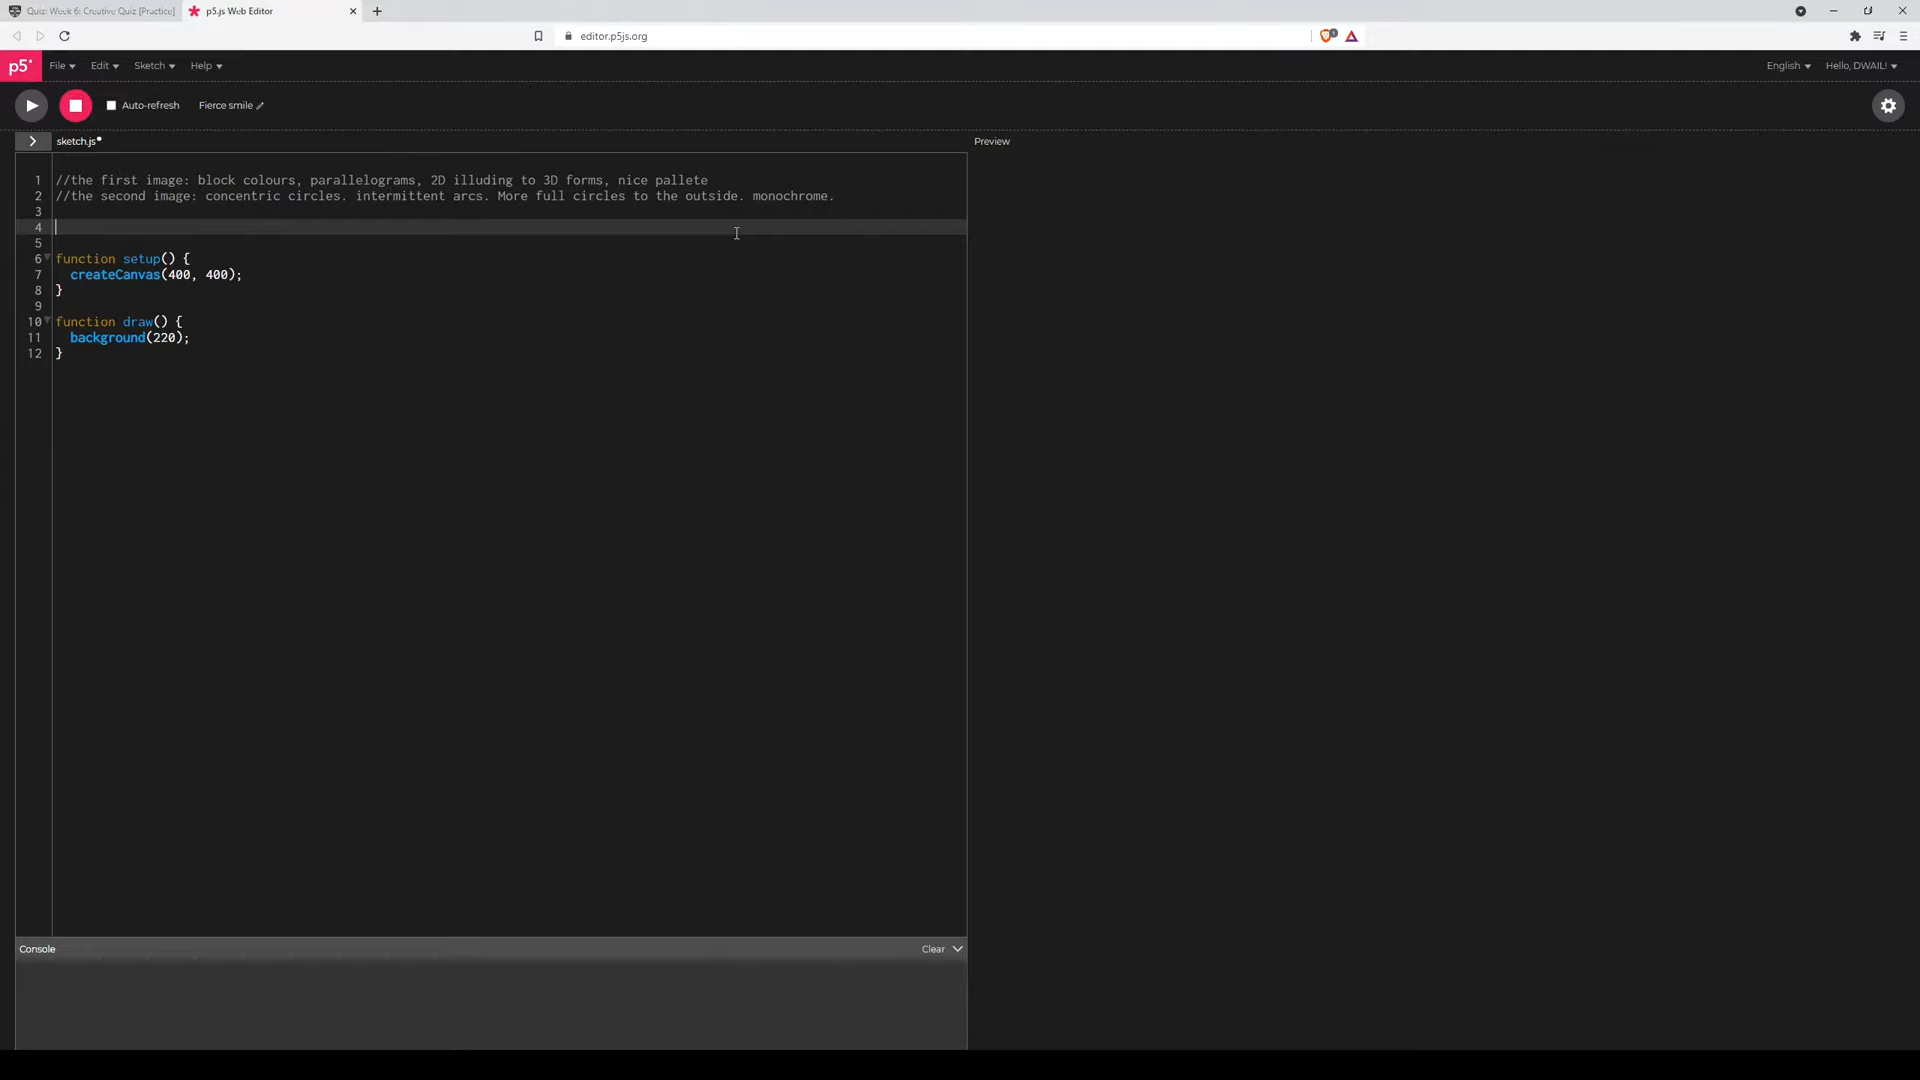 Quiz: Week 6: Creative Quiz [Practice]
p5.js Web Editor
editor.p5js.org
1
p5*
File
Edit
Sketch
Help
English
Hello, DWAIL!
Auto-refresh
Fierce smile
sketch.js
Preview
1 //the first image: block colours, parallelograms, 2D illuding to 3D forms, nice pallete
2 //the second image: concentric circles. intermittent arcs. More full circles to the outside. monochrome.
3
4
5
6 function setup() {
7   createCanvas(400, 400);
8 }
9
10 function draw() {
11   background(220);
12 }
Console
Clear